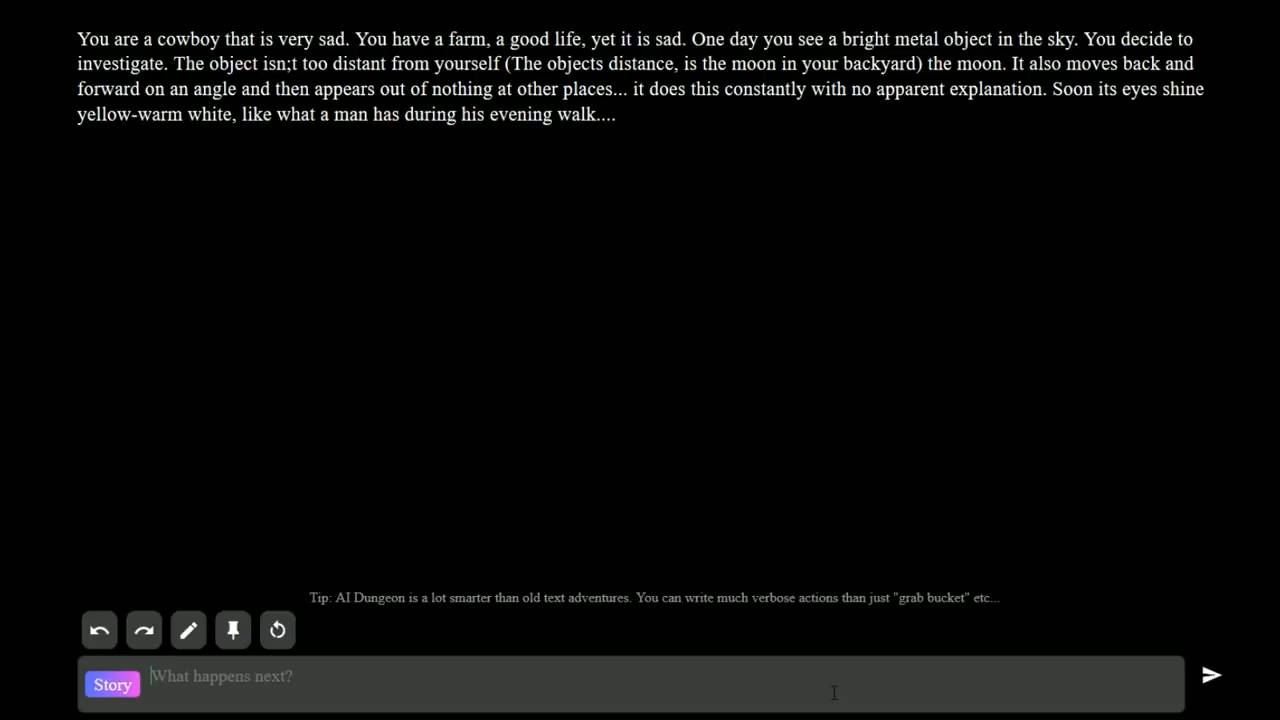 You are a cowboy that is very sad. You have a farm, a good life, yet it is sad. One day you see a bright metal object in the sky. You decide to
investigate. The object isn;t too distant from yourself (The objects distance, is the moon in your backyard) the moon. It also moves back and
forward on an angle and then appears out of nothing at other places... it does this constantly with no apparent explanation. Soon its eyes shine
yellow-warm white, like what a man has during his evening walk....
Tip: AI Dungeon is a lot smarter than old text adventures. You can write much verbose actions than just "grab bucket" etc...
What happens next?
Story